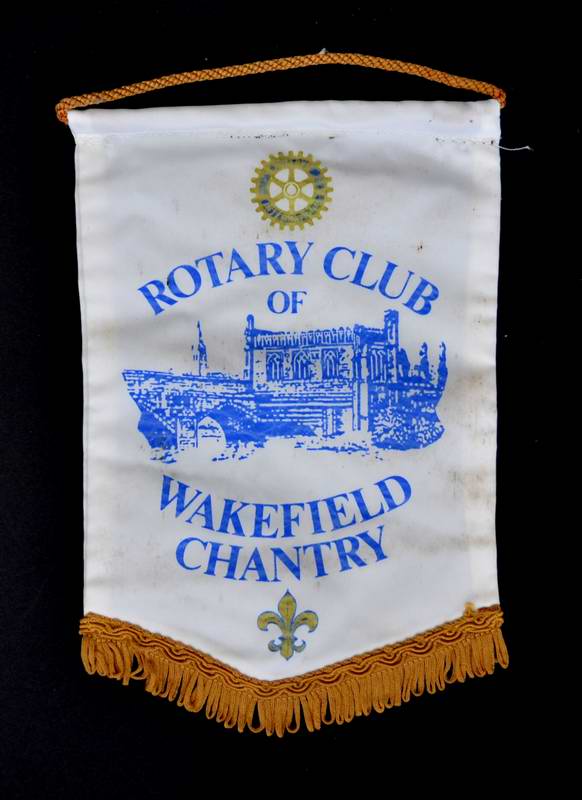 ROTARY CLUB
OF
WAKEFIELD
CHANTRY